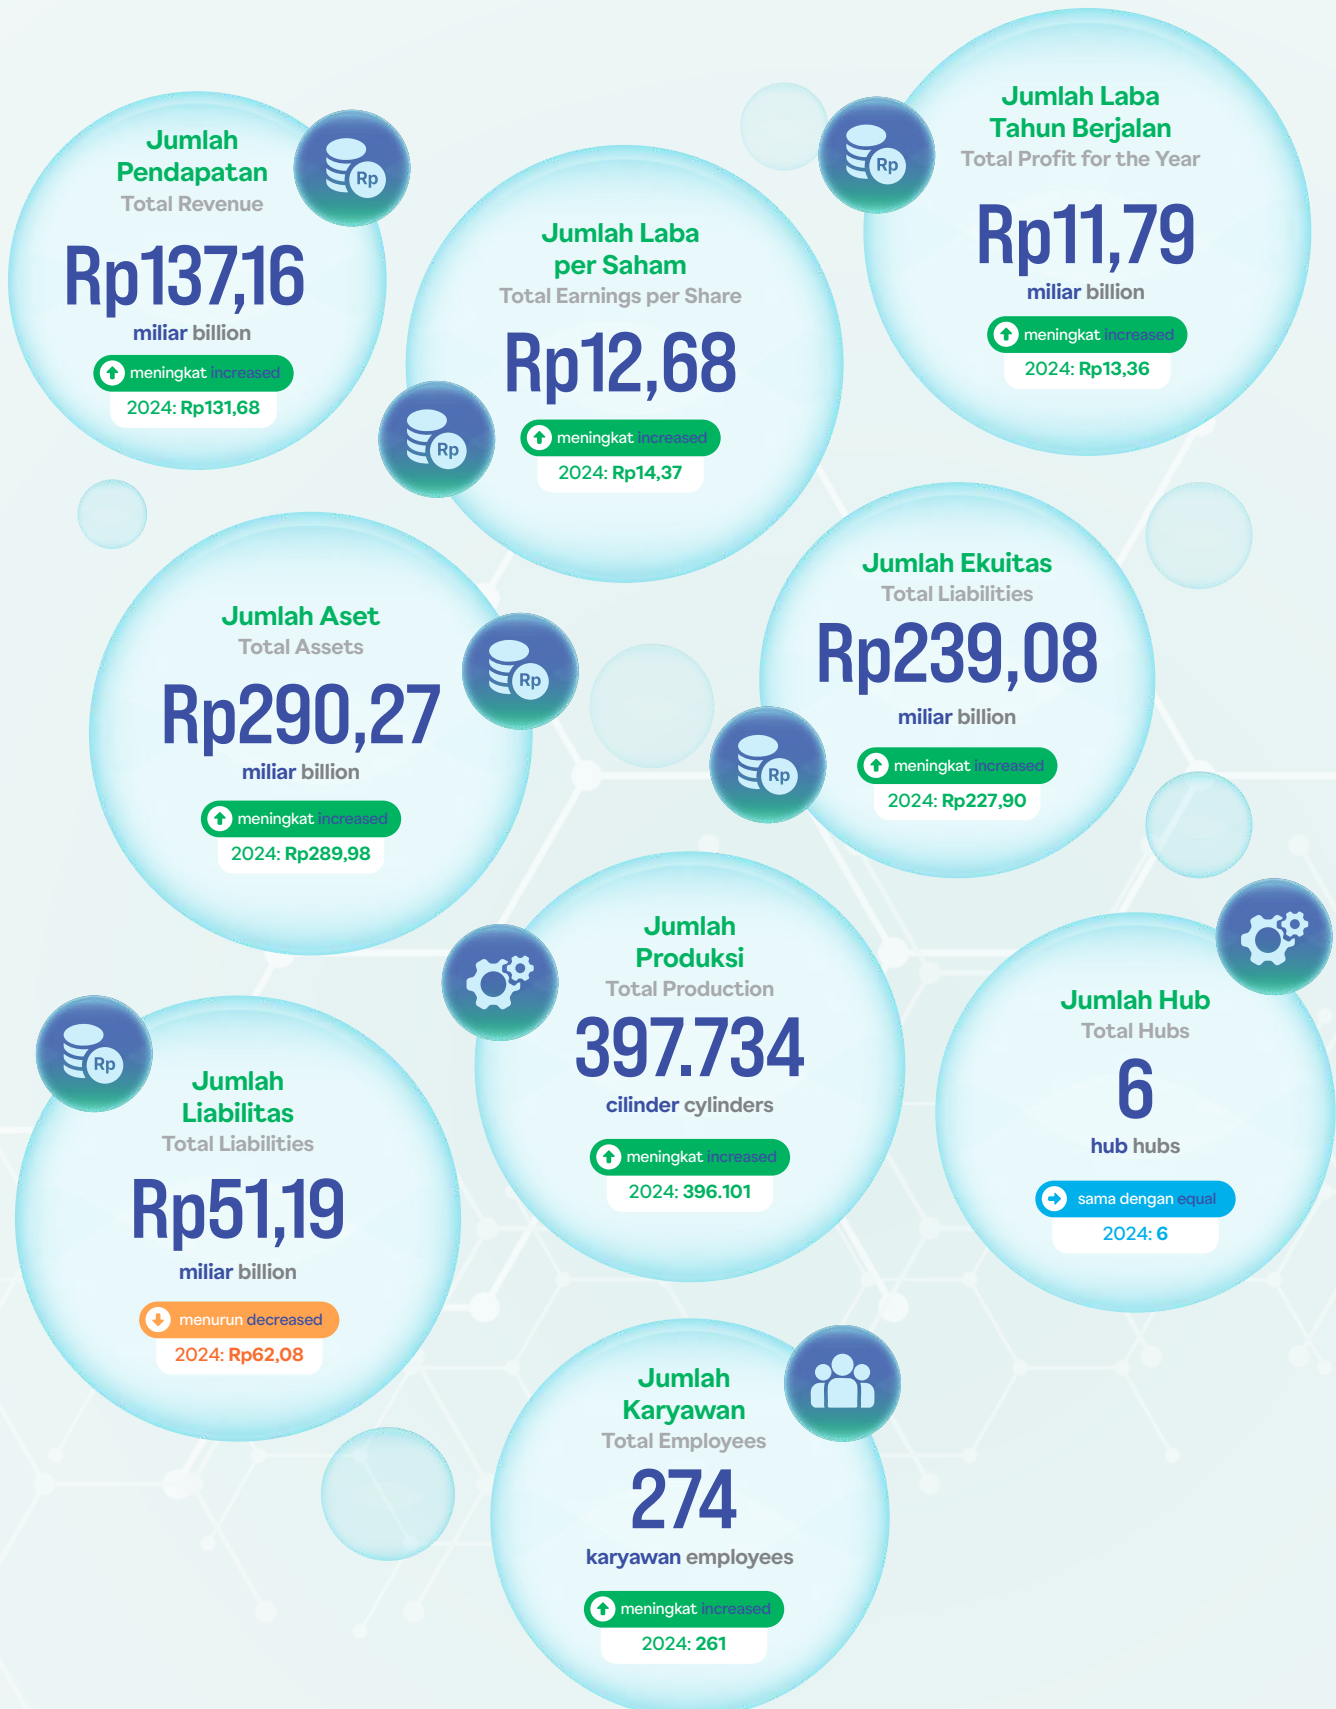 Jumlah
Pendapatan
Total Revenue
Rp137,16
miliar billion
meningkat increased
2024: Rp131,68
Rp
Jumlah Laba
per Saham
Total Earnings per Share
Rp12,68
meningkat increased
2024: Rp14,37
Rp
Jumlah Laba
Tahun Berjalan
Total Profit for the Year
Rp11,79
miliar billion
meningkat increased
2024: Rp13,36
Rp
Jumlah Aset
Total Assets
Rp290,27
miliar billion
meningkat increased
2024: Rp289,98
Rp
Jumlah Ekuitas
Total Liabilities
Rp239,08
miliar billion
meningkat increased
2024: Rp227,90
Rp
Jumlah
Liabilitas
Total Liabilities
Rp51,19
miliar billion
menurun decreased
2024: Rp62,08
Rp
Jumlah
Produksi
Total Production
397.734
cilinder cylinders
meningkat increased
2024: 396.101
Jumlah Hub
Total Hubs
6
hub hubs
sama dengan equal
2024: 6
Jumlah
Karyawan
Total Employees
274
karyawan employees
meningkat increased
2024: 261